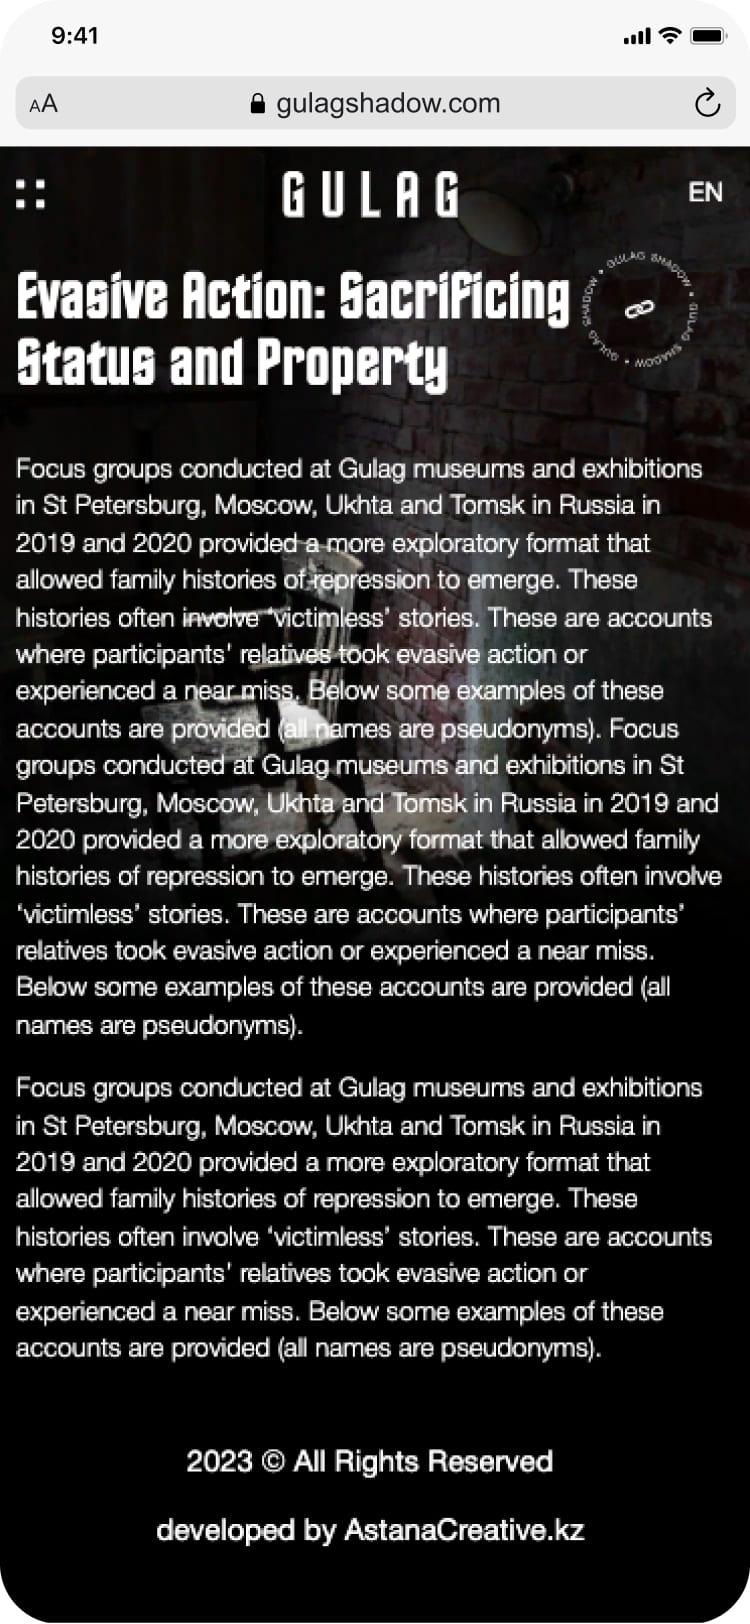 9:41
AA
gulagshadow.com
GULAG
EN
Evasive Action: Sacrificing
Status and Property
GULAG SHADOW • GULAG SHADOW • GULAG SHADOW •
Focus groups conducted at Gulag museums and exhibitions
in St Petersburg, Moscow, Ukhta and Tomsk in Russia in
2019 and 2020 provided a more exploratory format that
allowed family histories of repression to emerge. These
histories often involve ‘victimless’ stories. These are accounts
where participants’ relatives took evasive action or
experienced a near miss. Below some examples of these
accounts are provided (all names are pseudonyms). Focus
groups conducted at Gulag museums and exhibitions in St
Petersburg, Moscow, Ukhta and Tomsk in Russia in 2019 and
2020 provided a more exploratory format that allowed family
histories of repression to emerge. These histories often involve
‘victimless’ stories. These are accounts where participants’
relatives took evasive action or experienced a near miss.
Below some examples of these accounts are provided (all
names are pseudonyms).
Focus groups conducted at Gulag museums and exhibitions
in St Petersburg, Moscow, Ukhta and Tomsk in Russia in
2019 and 2020 provided a more exploratory format that
allowed family histories of repression to emerge. These
histories often involve ‘victimless’ stories. These are accounts
where participants’ relatives took evasive action or
experienced a near miss. Below some examples of these
accounts are provided (all names are pseudonyms).
2023 © All Rights Reserved
developed by AstanaCreative.kz